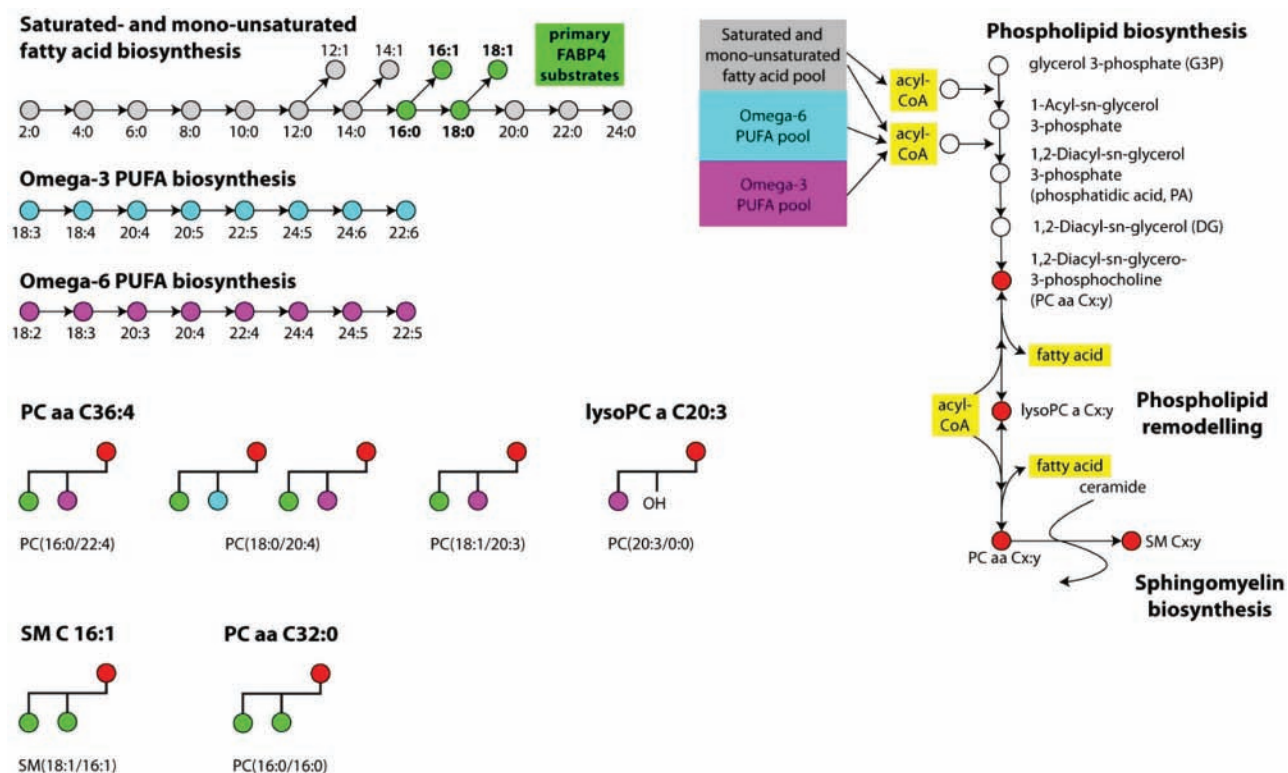 Saturated- and mono-unsaturated
fatty acid biosynthesis
12:1
14:1
16:1
18:1
primary
FABP4
substrates
2:0
4:0
6:0
8:0
10:0
12:0
14:0
16:0
18:0
20:0
22:0
24:0
Omega-3 PUFA biosynthesis
18:3
18:4
20:4
20:5
22:5
24:5
24:6
22:6
Omega-6 PUFA biosynthesis
18:2
18:3
20:3
20:4
22:4
24:4
24:5
22:5
Saturated and
mono-unsaturated
fatty acid pool
Omega-6
PUFA pool
Omega-3
PUFA pool
acyl-
CoA
acyl-
CoA
Phospholipid biosynthesis
glycerol 3-phosphate (G3P)
1-Acyl-sn-glycerol
3-phosphate
1,2-Diacyl-sn-glycerol
3-phosphate
(phosphatidic acid, PA)
1,2-Diacyl-sn-glycerol (DG)
1,2-Diacyl-sn-glycero-
3-phosphocholine
(PC aa Cx:y)
fatty acid
acyl-
CoA
lysoPC a Cx:y
Phospholipid
remodelling
fatty acid
ceramide
PC aa Cx:y
SM Cx:y
Sphingomyelin
biosynthesis
PC aa C36:4
PC(16:0/22:4)
PC(18:0/20:4)
PC(18:1/20:3)
lysoPC a C20:3
OH
PC(20:3/0:0)
SM C 16:1
SM(18:1/16:1)
PC aa C32:0
PC(16:0/16:0)